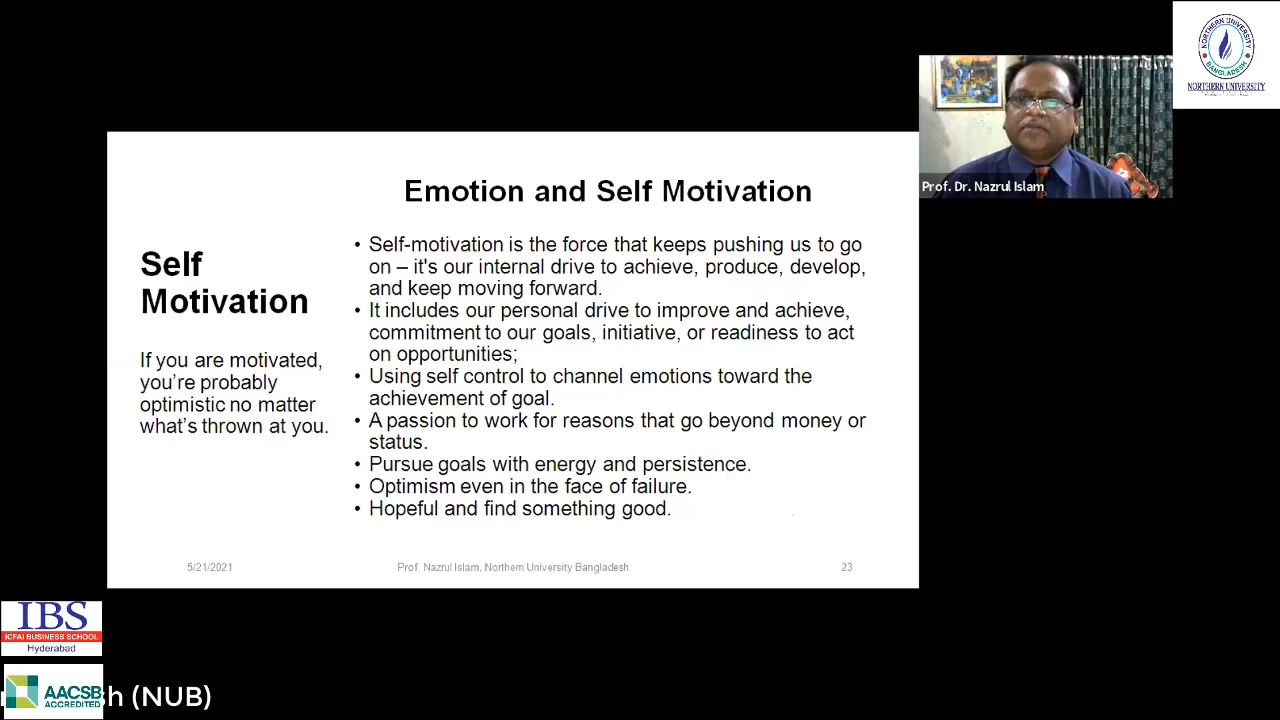 NORTHERN UNIVERSITY
BANGLADESH
NORTHERN UNIVERSITY
Prof. Dr. Nazrul Islam
Emotion and Self Motivation
Self
Motivation
If you are motivated,
you’re probably
optimistic no matter
what’s thrown at you.
• Self-motivation is the force that keeps pushing us to go
on – it's our internal drive to achieve, produce, develop,
and keep moving forward.
• It includes our personal drive to improve and achieve,
commitment to our goals, initiative, or readiness to act
on opportunities;
• Using self control to channel emotions toward the
achievement of goal.
• A passion to work for reasons that go beyond money or
status.
• Pursue goals with energy and persistence.
• Optimism even in the face of failure.
• Hopeful and find something good.
5/21/2021
Prof. Nazrul Islam, Northern University Bangladesh
23
IBS
ICFAI BUSINESS SCHOOL
Hyderabad
AACSB
ACCREDITED
sh (NUB)